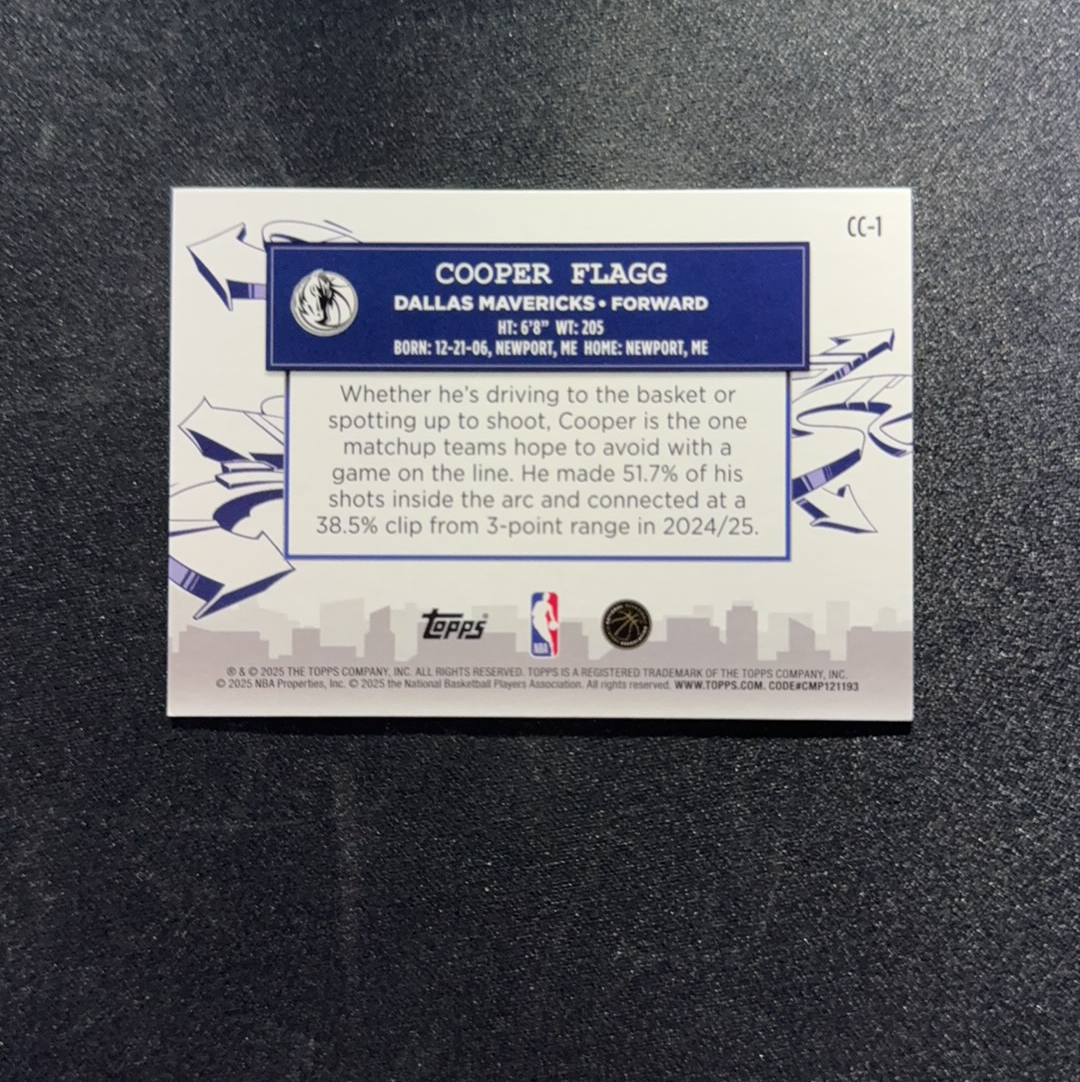 CC-1
COOPER FLAGG
DALLAS MAVERICKS • FORWARD
HT: 6'8" WT: 205
BORN: 12-21-06, NEWPORT, ME HOME: NEWPORT, ME
Whether he's driving to the basket or
spotting up to shoot, Cooper is the one
matchup teams hope to avoid with a
game on the line. He made 51.7% of his
shots inside the arc and connected at a
38.5% clip from 3-point range in 2024/25.
Topps®
NBA
® & © 2025 THE TOPPS COMPANY, INC. ALL RIGHTS RESERVED. TOPPS IS A REGISTERED TRADEMARK OF THE TOPPS COMPANY, INC.
© 2025 NBA Properties, Inc. © 2025 the National Basketball Players Association. All rights reserved. WWW.TOPPS.COM. CODE#CMP121193